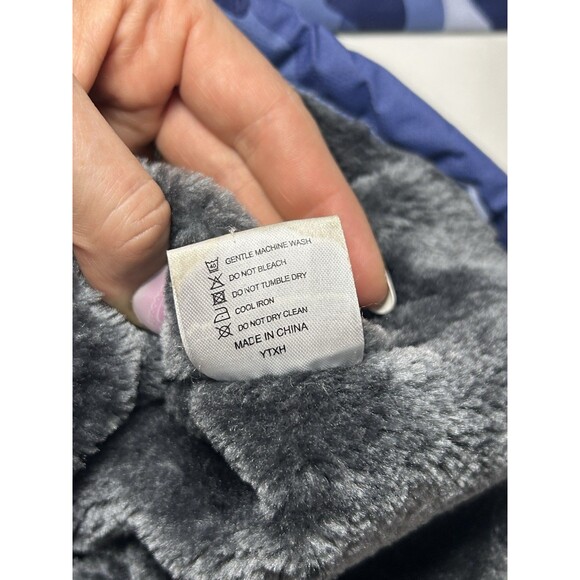 GENTLE MACHINE WASH
DO NOT BLEACH
DO NOT TUMBLE DRY
COOL IRON
DO NOT DRY CLEAN
MADE IN CHINA
YTXH